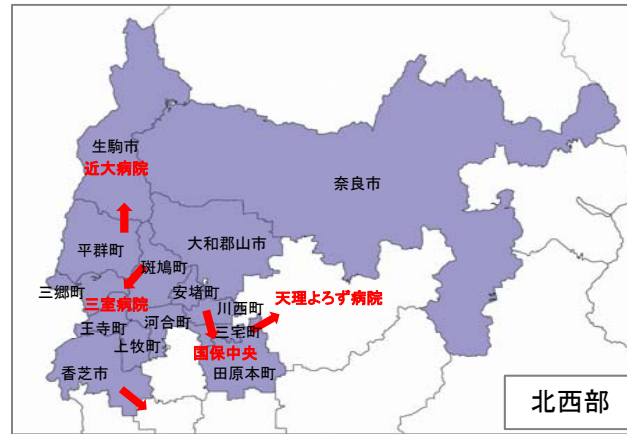 生駒市
近大病院
奈良市
平群町
大和郡山市
斑鳩町
三郷町
安堵町
三室病院
川西町
天理よろず病院
王寺町
河合町
三宅町
上牧町
国保中央
香芝市
田原本町
北西部